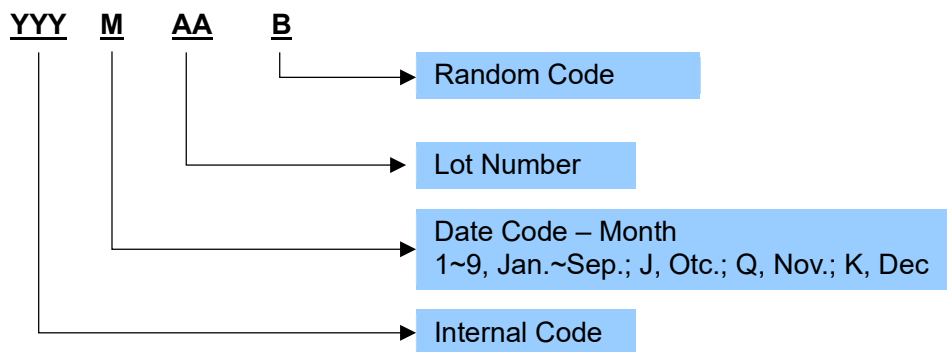 YYY M AA B
Random Code
Lot Number
Date Code – Month
1~9, Jan.~Sep.; J, Otc.; Q, Nov.; K, Dec
Internal Code